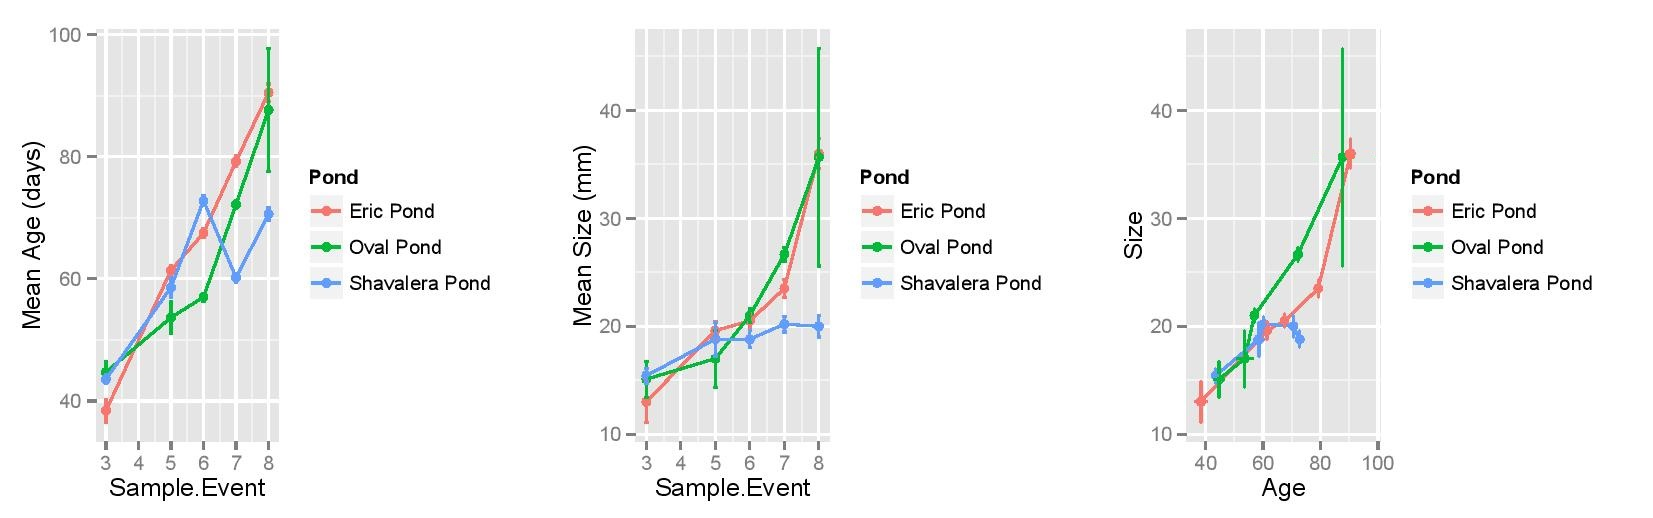 Mean Age (days)
100
80
60
40
3 4 5 6 7 8
Sample.Event
Pond
Eric Pond
Oval Pond
Shavalera Pond
Mean Size (mm)
40
30
20
10
3 4 5 6 7 8
Sample.Event
Pond
Eric Pond
Oval Pond
Shavalera Pond
Size
40
30
20
10
40 60 80 100
Age
Pond
Eric Pond
Oval Pond
Shavalera Pond